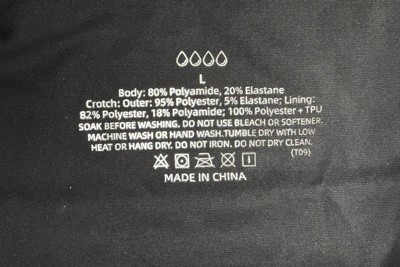 L
Body: 80% Polyamide, 20% Elastane
Crotch: Outer: 95% Polyester, 5% Elastane; Lining:
82% Polyester, 18% Polyamide; 100% Polyester + TPU
SOAK BEFORE WASHING. DO NOT USE BLEACH OR SOFTENER.
MACHINE WASH OR HAND WASH.TUMBLE DRY WITH LOW
HEAT OR HANG DRY. DO NOT IRON. DO NOT DRY CLEAN.
(T09)
MADE IN CHINA